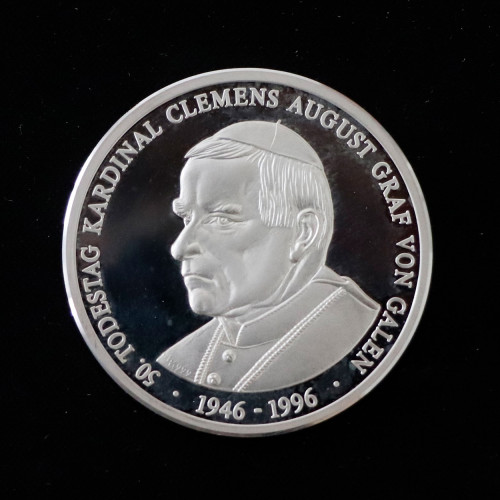 50. TODESTAG KARDINAL CLEMENS AUGUST GRAF VON GALEN
· 1946 - 1996 ·